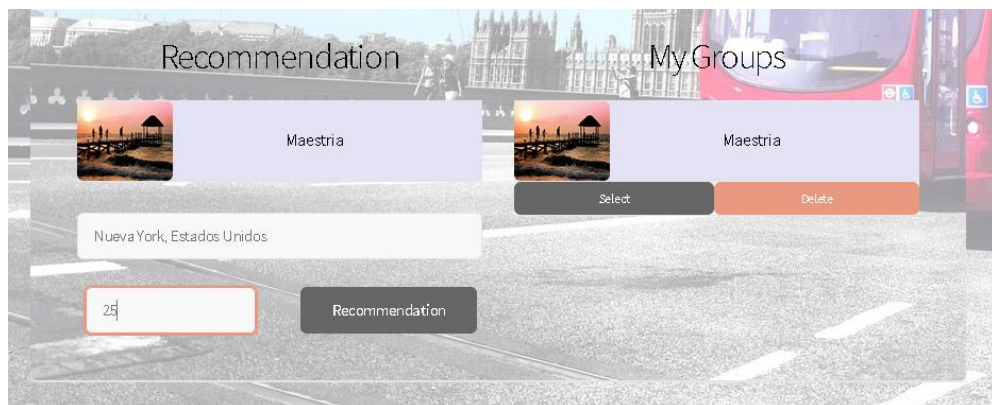 Recommendation
My Groups
Maestria
Maestria
Select
Delete
Nueva York, Estados Unidos
25
Recommendation